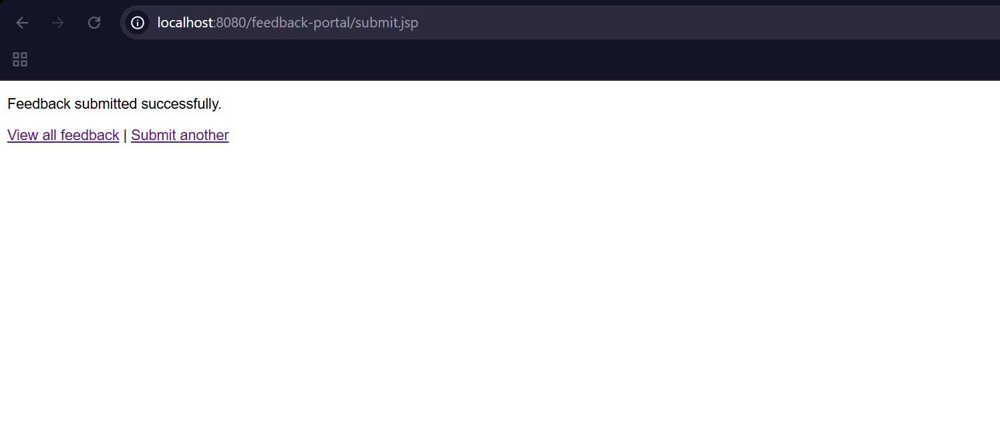 localhost:8080/feedback-portal/submit.jsp
Feedback submitted successfully.
View all feedback | Submit another